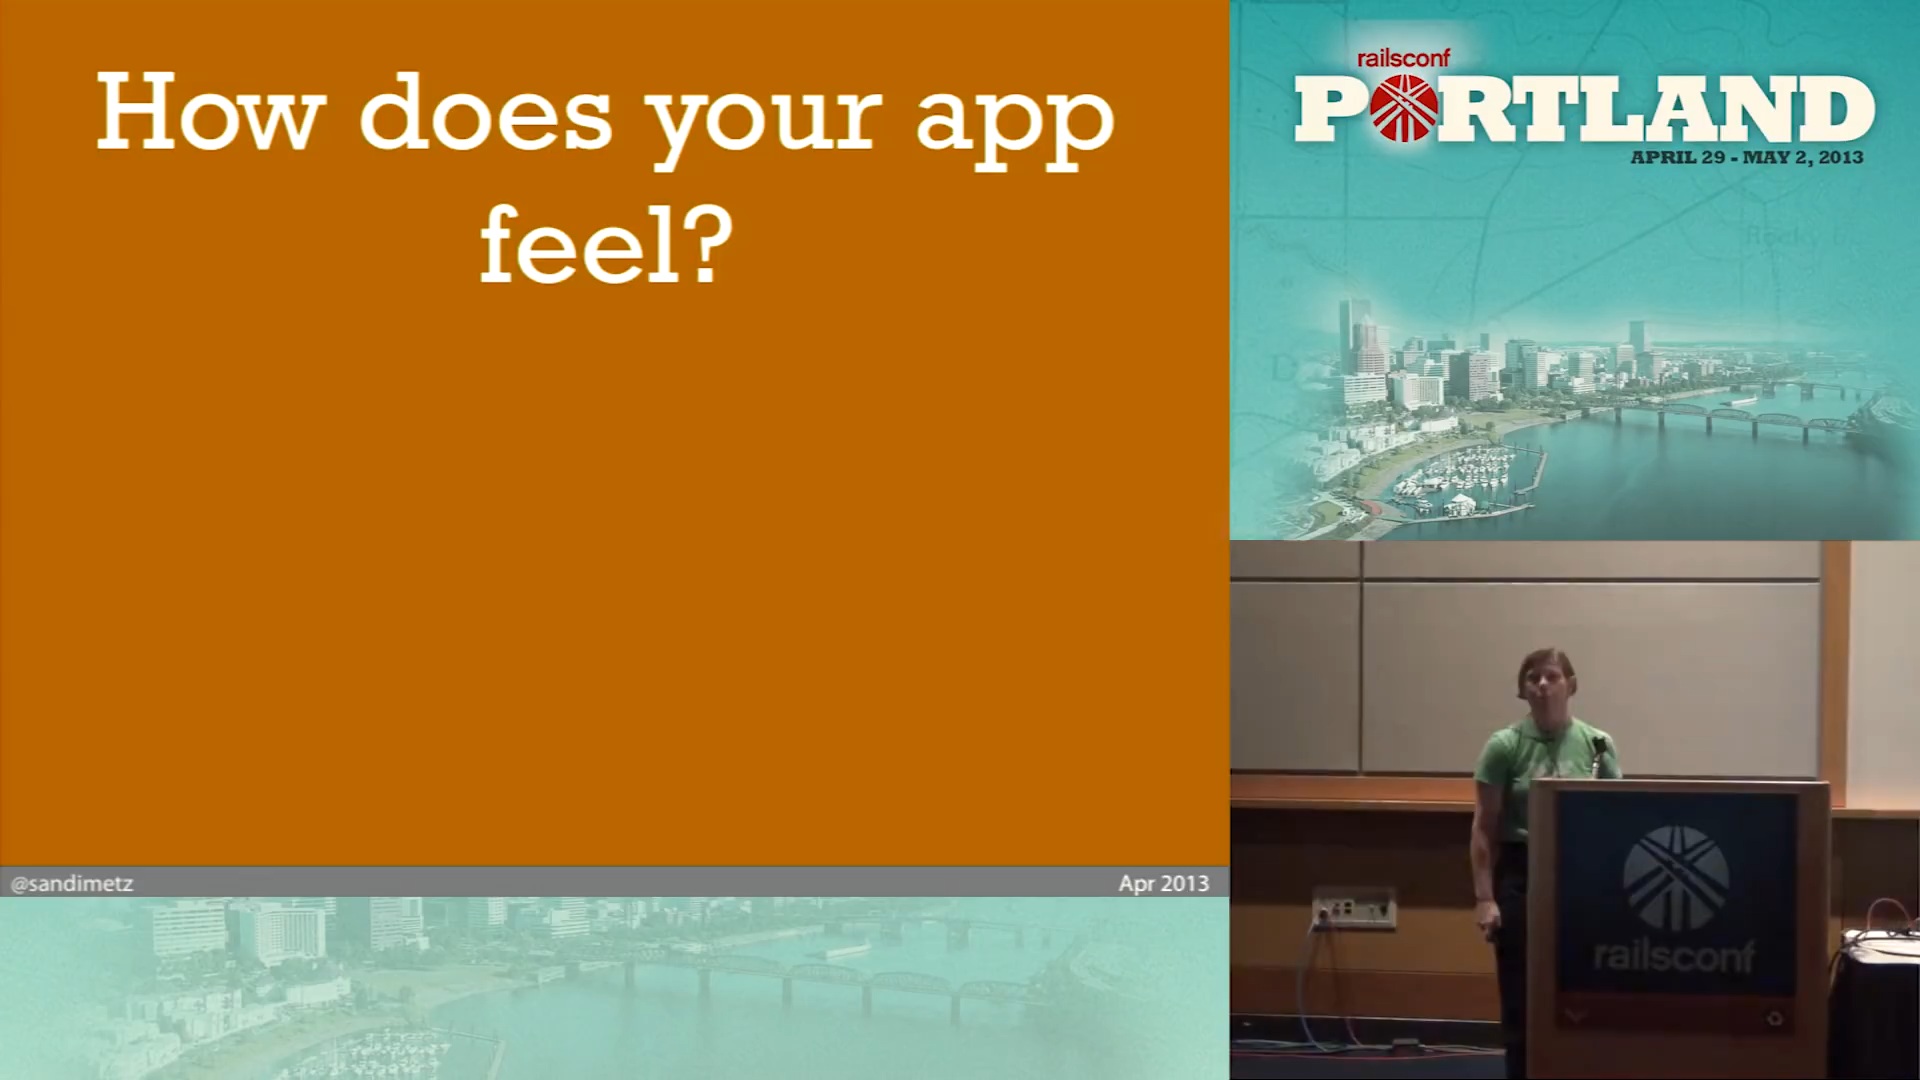 How does your app
feel?
@sandimetz
Apr 2013
railsconf
PORTLAND
APRIL 29 - MAY 2, 2013
railsconf